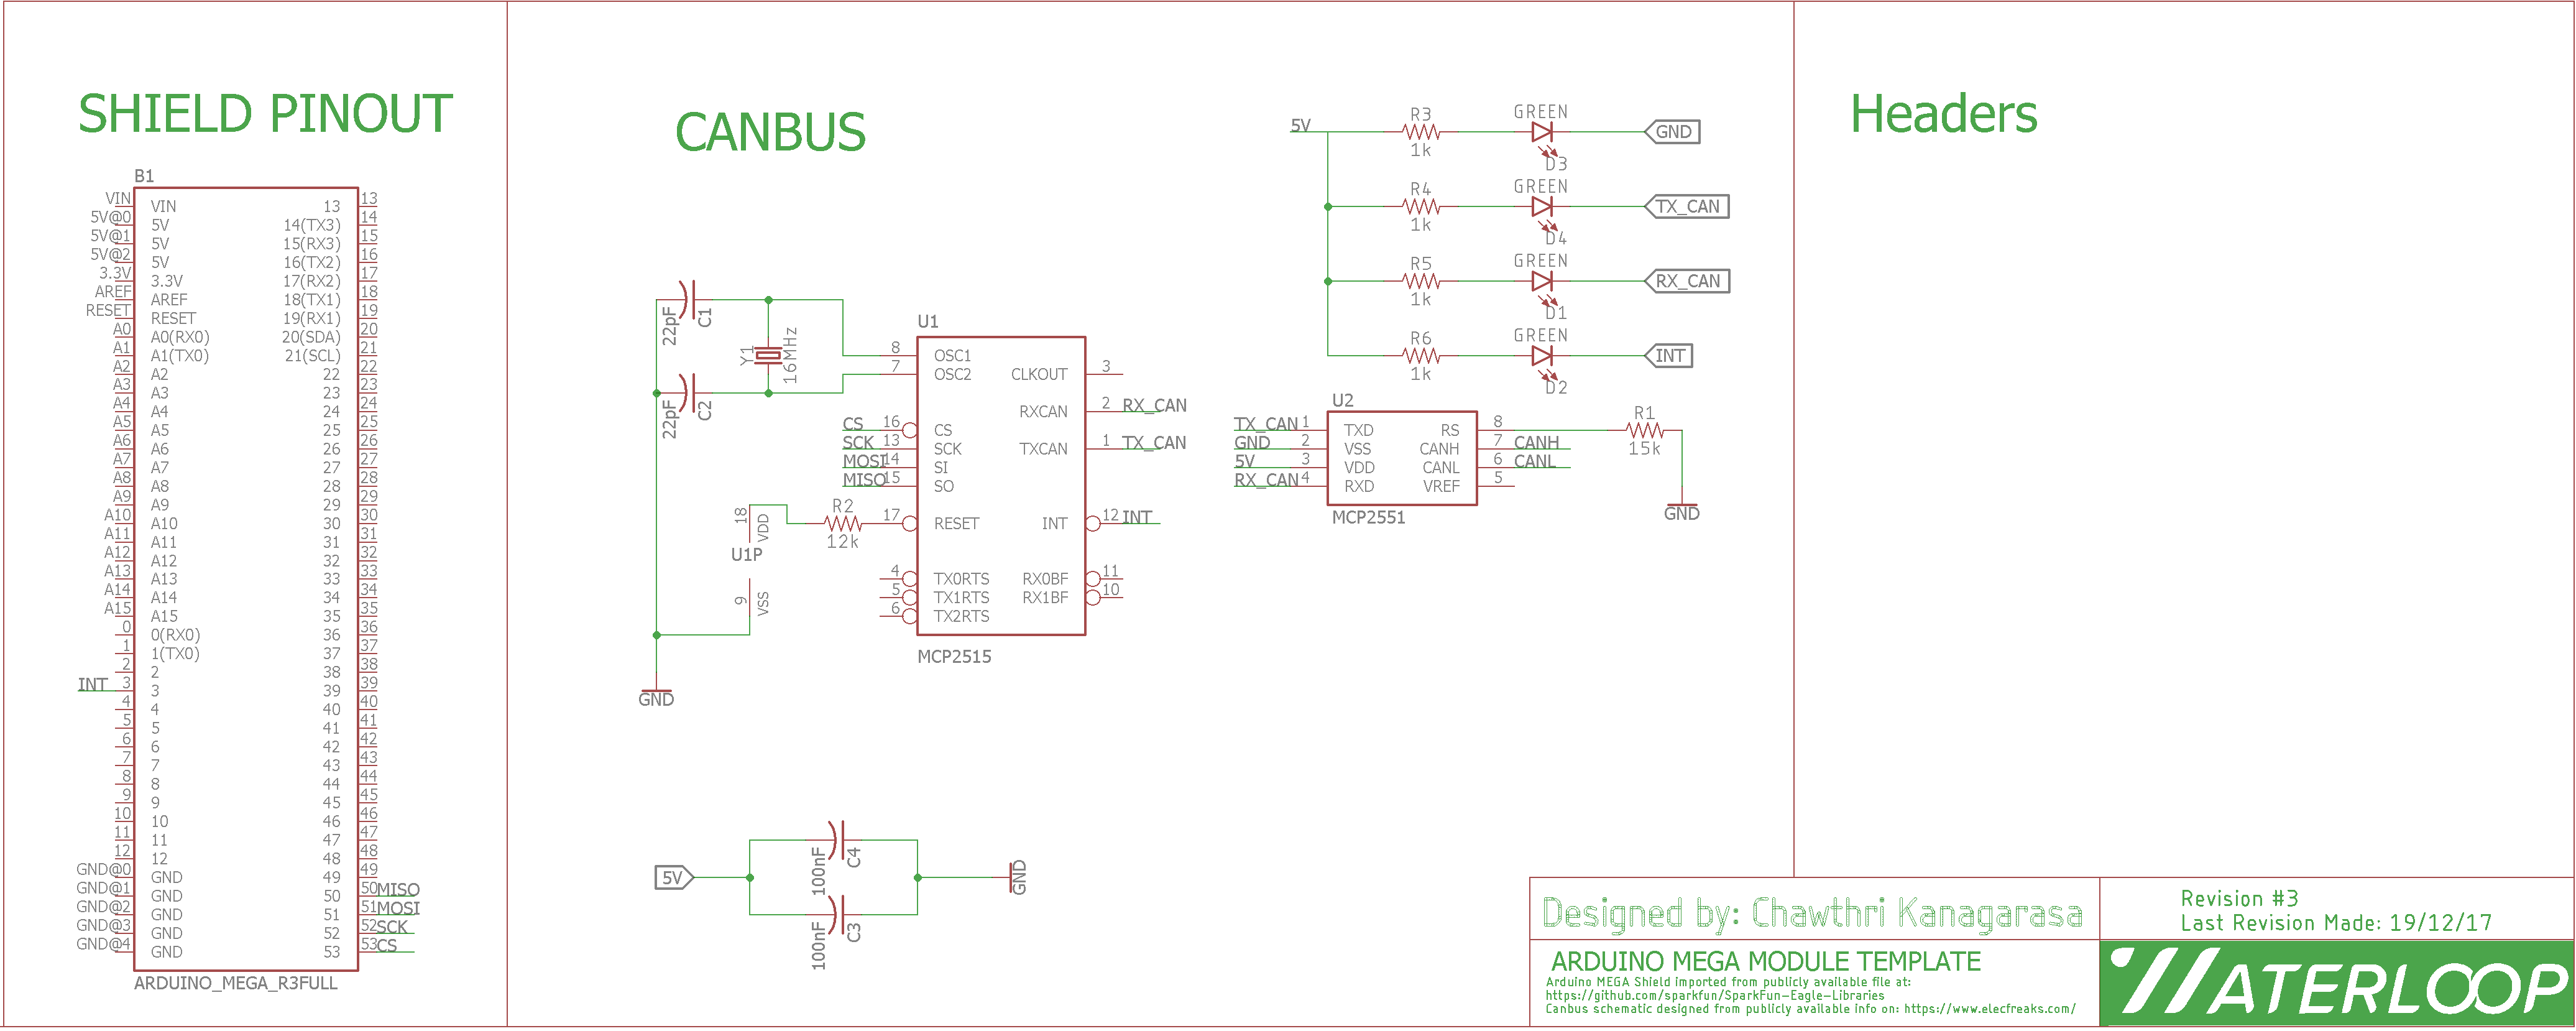 SHIELD PINOUT
B1
VIN VIN 13 13
5V@0 5V 14(TX3) 14
5V@1 5V 15(RX3) 15
5V@2 5V 16(TX2) 16
3.3V 3.3V 17(RX2) 17
AREF AREF 18(TX1) 18
RESET RESET 19(RX1) 19
A0 A0(RX0) 20(SDA) 20
A1 A1(TX0) 21(SCL) 21
A2 A2 22 22
A3 A3 23 23
A4 A4 24 24
A5 A5 25 25
A6 A6 26 26
A7 A7 27 27
A8 A8 28 28
A9 A9 29 29
A10 A10 30 30
A11 A11 31 31
A12 A12 32 32
A13 A13 33 33
A14 A14 34 34
A15 A15 35 35
0 0(RX0) 36 36
1 1(TX0) 37 37
2 2 38 38
INT 3 3 39 39
4 4 40 40
5 5 41 41
6 6 42 42
7 7 43 43
8 8 44 44
9 9 45 45
10 10 46 46
11 11 47 47
12 12 48 48
GND@0 GND 49 49
GND@1 GND 50 50 MISO
GND@2 GND 51 51 MOSI
GND@3 GND 52 52 SCK
GND@4 GND 53 53 CS
ARDUINO_MEGA_R3FULL
CANBUS
22pF C1
Y1 16MHz
22pF C2
U1
8 OSC1
7 OSC2 CLKOUT 3
RXCAN 2 RX_CAN
CS 16 CS
SCK 13 SCK TXCAN 1 TX_CAN
MOSI 14 SI
MISO 15 SO
R2
12k
17 RESET INT 12 INT
18 VDD
U1P
9 VSS
4 TX0RTS RX0BF 11
5 TX1RTS RX1BF 10
6 TX2RTS
MCP2515
GND
5V
100nF C4
100nF C3
GND
5V
R3 GREEN
1k D3
GND
R4 GREEN
1k D4
TX_CAN
R5 GREEN
1k D1
RX_CAN
R6 GREEN
1k D2
INT
U2
TX_CAN 1 TXD RS 8
GND 2 VSS CANH 7 CANH
5V 3 VDD CANL 6 CANL
RX_CAN 4 RXD VREF 5
MCP2551
R1
15k
GND
Headers
Designed by: Chawthri Kanagarasa
ARDUINO MEGA MODULE TEMPLATE
Arduino MEGA Shield imported from publicly available file at:
https://github.com/sparkfun/SparkFun-Eagle-Libraries
Canbus schematic designed from publicly available info on: https://www.elecfreaks.com/
Revision #3
Last Revision Made: 19/12/17
WATERLOOP